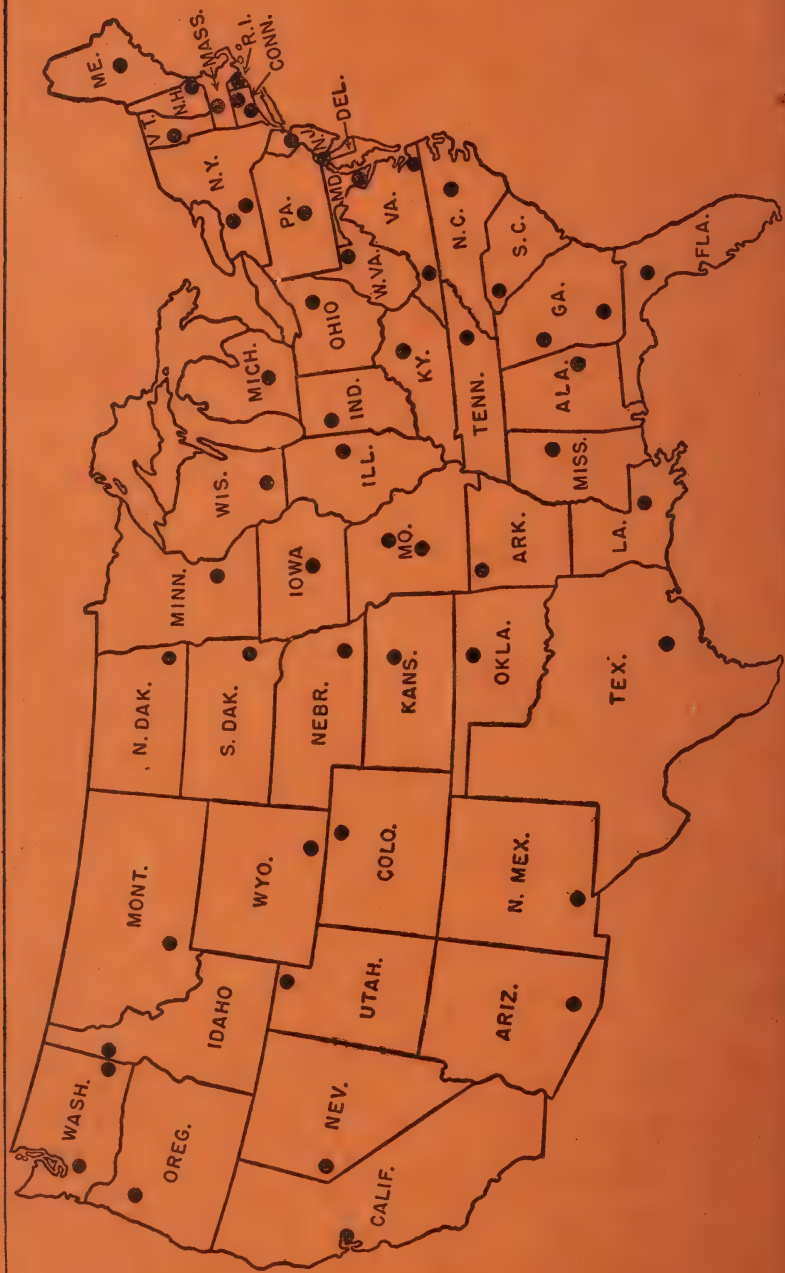 WASH.
OREG.
CALIF.
NEV.
IDAHO
MONT.
WYO.
UTAH.
COLO.
ARIZ.
N. MEX.
N. DAK.
S. DAK.
NEBR.
KANS.
OKLA.
TEX.
MINN.
IOWA
MO.
ARK.
LA.
WIS.
ILL.
MICH.
IND.
OHIO
KY.
TENN.
MISS.
ALA.
GA.
FLA.
S.C.
N.C.
VA.
W.VA.
MD.
DEL.
PA.
N.J.
N.Y.
CONN.
R.I.
MASS.
VT.
N.H.
ME.